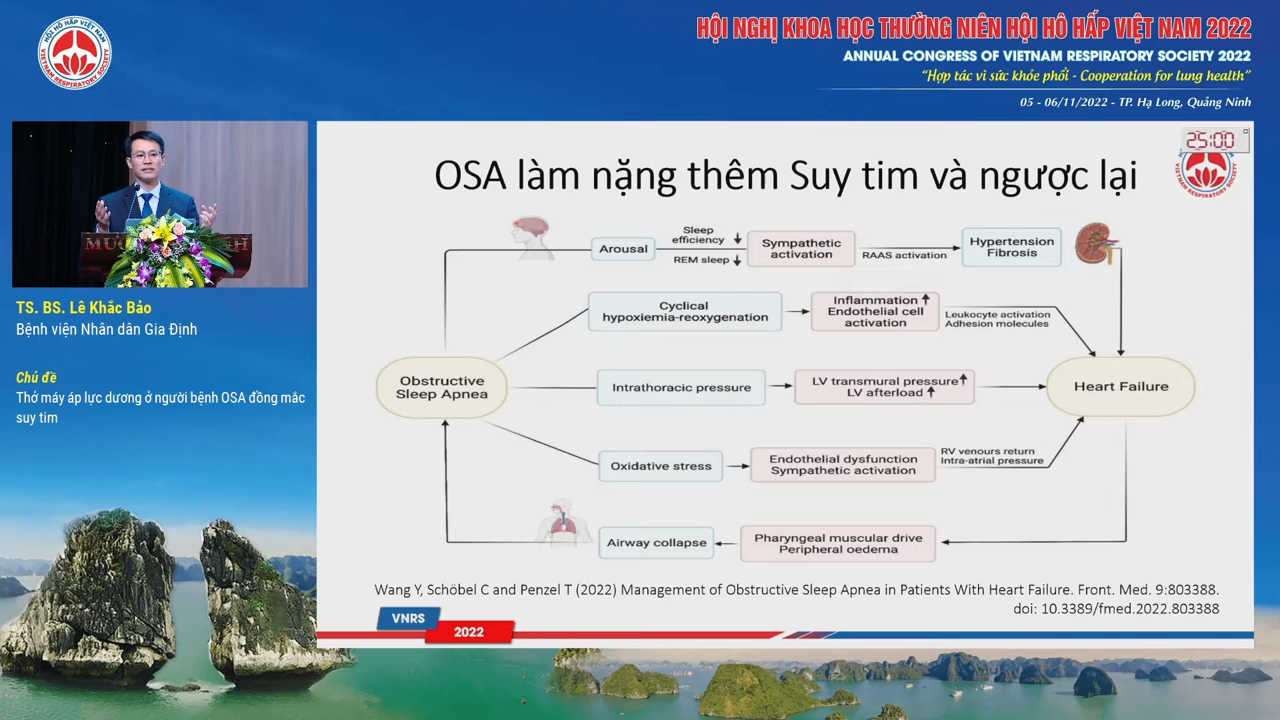 HỘI HÔ HẤP VIỆT NAM
VIETNAM RESPIRATORY SOCIETY
HỘI NGHỊ KHOA HỌC THƯỜNG NIÊN HỘI HÔ HẤP VIỆT NAM 2022
ANNUAL CONGRESS OF VIETNAM RESPIRATORY SOCIETY 2022
“Hợp tác vì sức khỏe phổi - Cooperation for lung health”
05 - 06/11/2022 - TP. Hạ Long, Quảng Ninh
TS. BS. Lê Khắc Bảo
Bệnh viện Nhân dân Gia Định
Chủ đề
Thở máy áp lực dương ở người bệnh OSA đồng mắc
suy tim
25:00
OSA làm nặng thêm Suy tim và ngược lại
Arousal
Sleep
efficiency
REM sleep
Sympathetic
activation
RAAS activation
Hypertension
Fibrosis
Cyclical
hypoxiemia-reoxygenation
Inflammation
Endothelial cell
activation
Leukocyte activation
Adhesion molecules
Obstructive
Sleep Apnea
Intrathoracic pressure
LV transmural pressure
LV afterload
Heart Failure
Oxidative stress
Endothelial dysfunction
Sympathetic activation
RV venours return
Intra-atrial pressure
Airway collapse
Pharyngeal muscular drive
Peripheral oedema
Wang Y, Schöbel C and Penzel T (2022) Management of Obstructive Sleep Apnea in Patients With Heart Failure. Front. Med. 9:803388.
doi: 10.3389/fmed.2022.803388
VNRS
2022